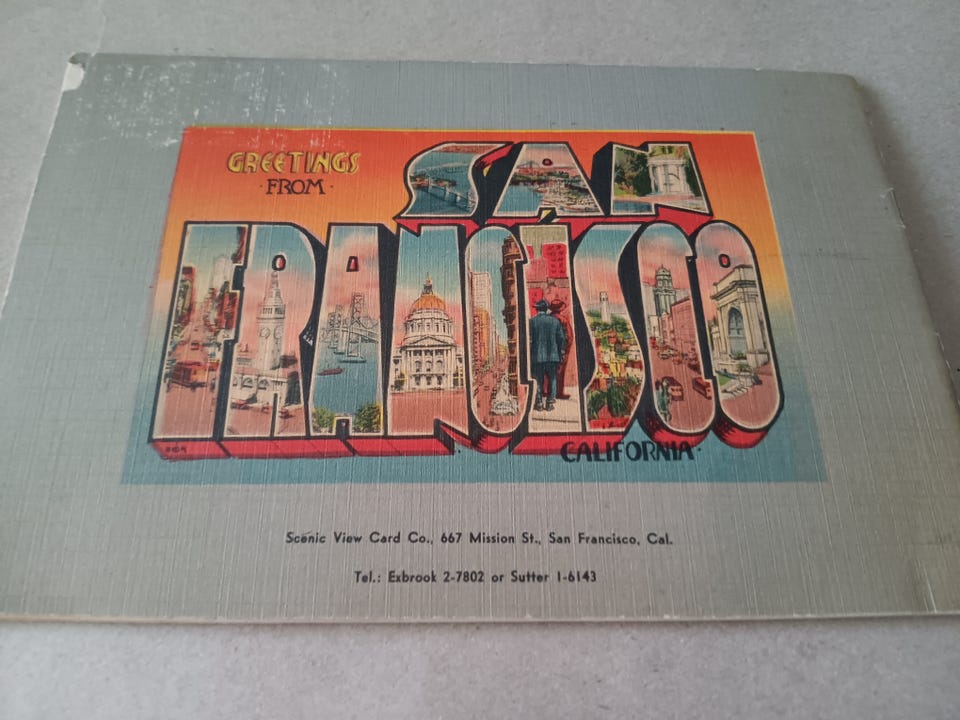 GREETINGS
·FROM·
SAN
FRANCISCO
CALIFORNIA·
Scenic View Card Co., 667 Mission St., San Francisco, Cal.
Tel.: Exbrook 2-7802 or Sutter 1-6143